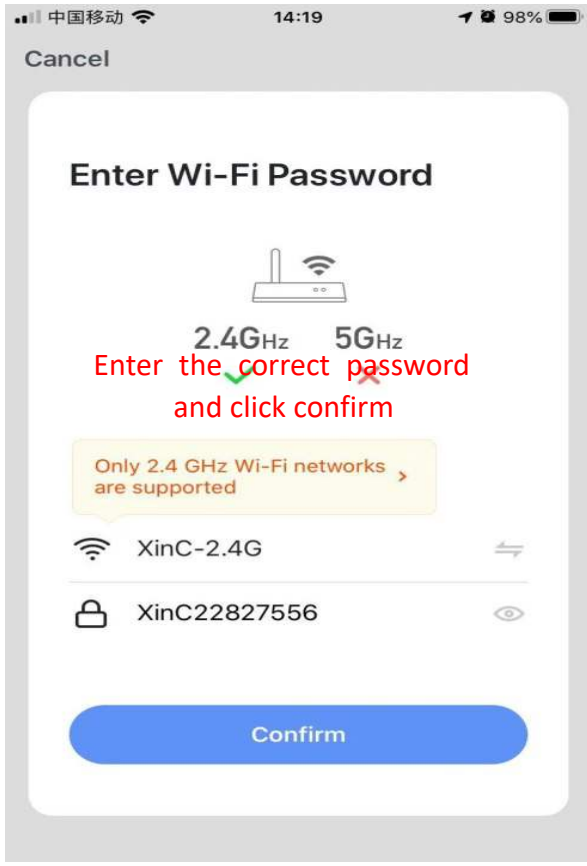 中国移动 14:19 98%
Cancel
Enter Wi-Fi Password
2.4GHz 5GHz
Enter the correct password
and click confirm
Only 2.4 GHz Wi-Fi networks
are supported
XinC-2.4G
XinC22827556
Confirm